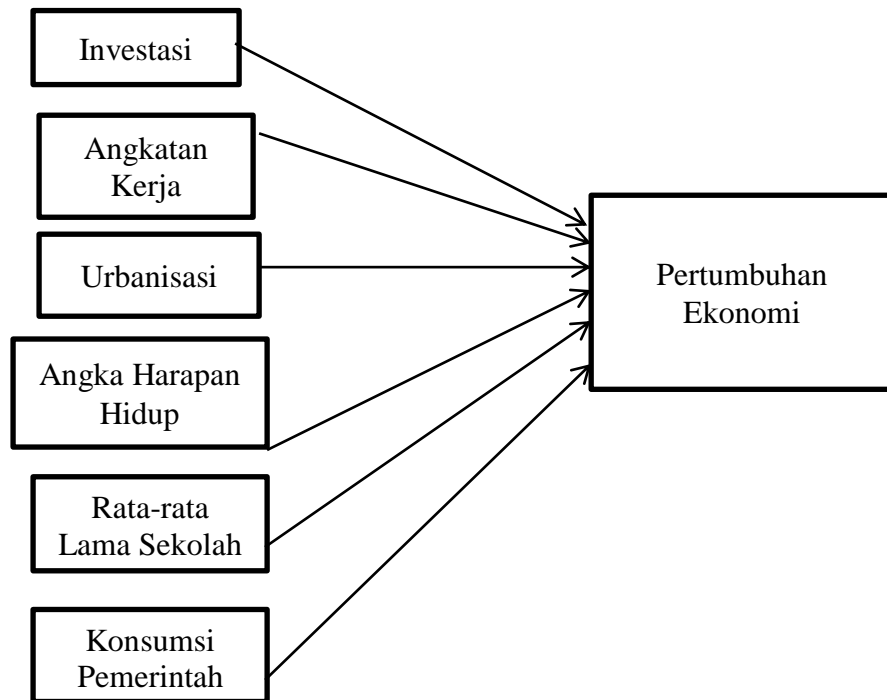 Investasi
Angkatan
Kerja
Urbanisasi
Angka Harapan
Hidup
Rata-rata
Lama Sekolah
Konsumsi
Pemerintah
Pertumbuhan
Ekonomi